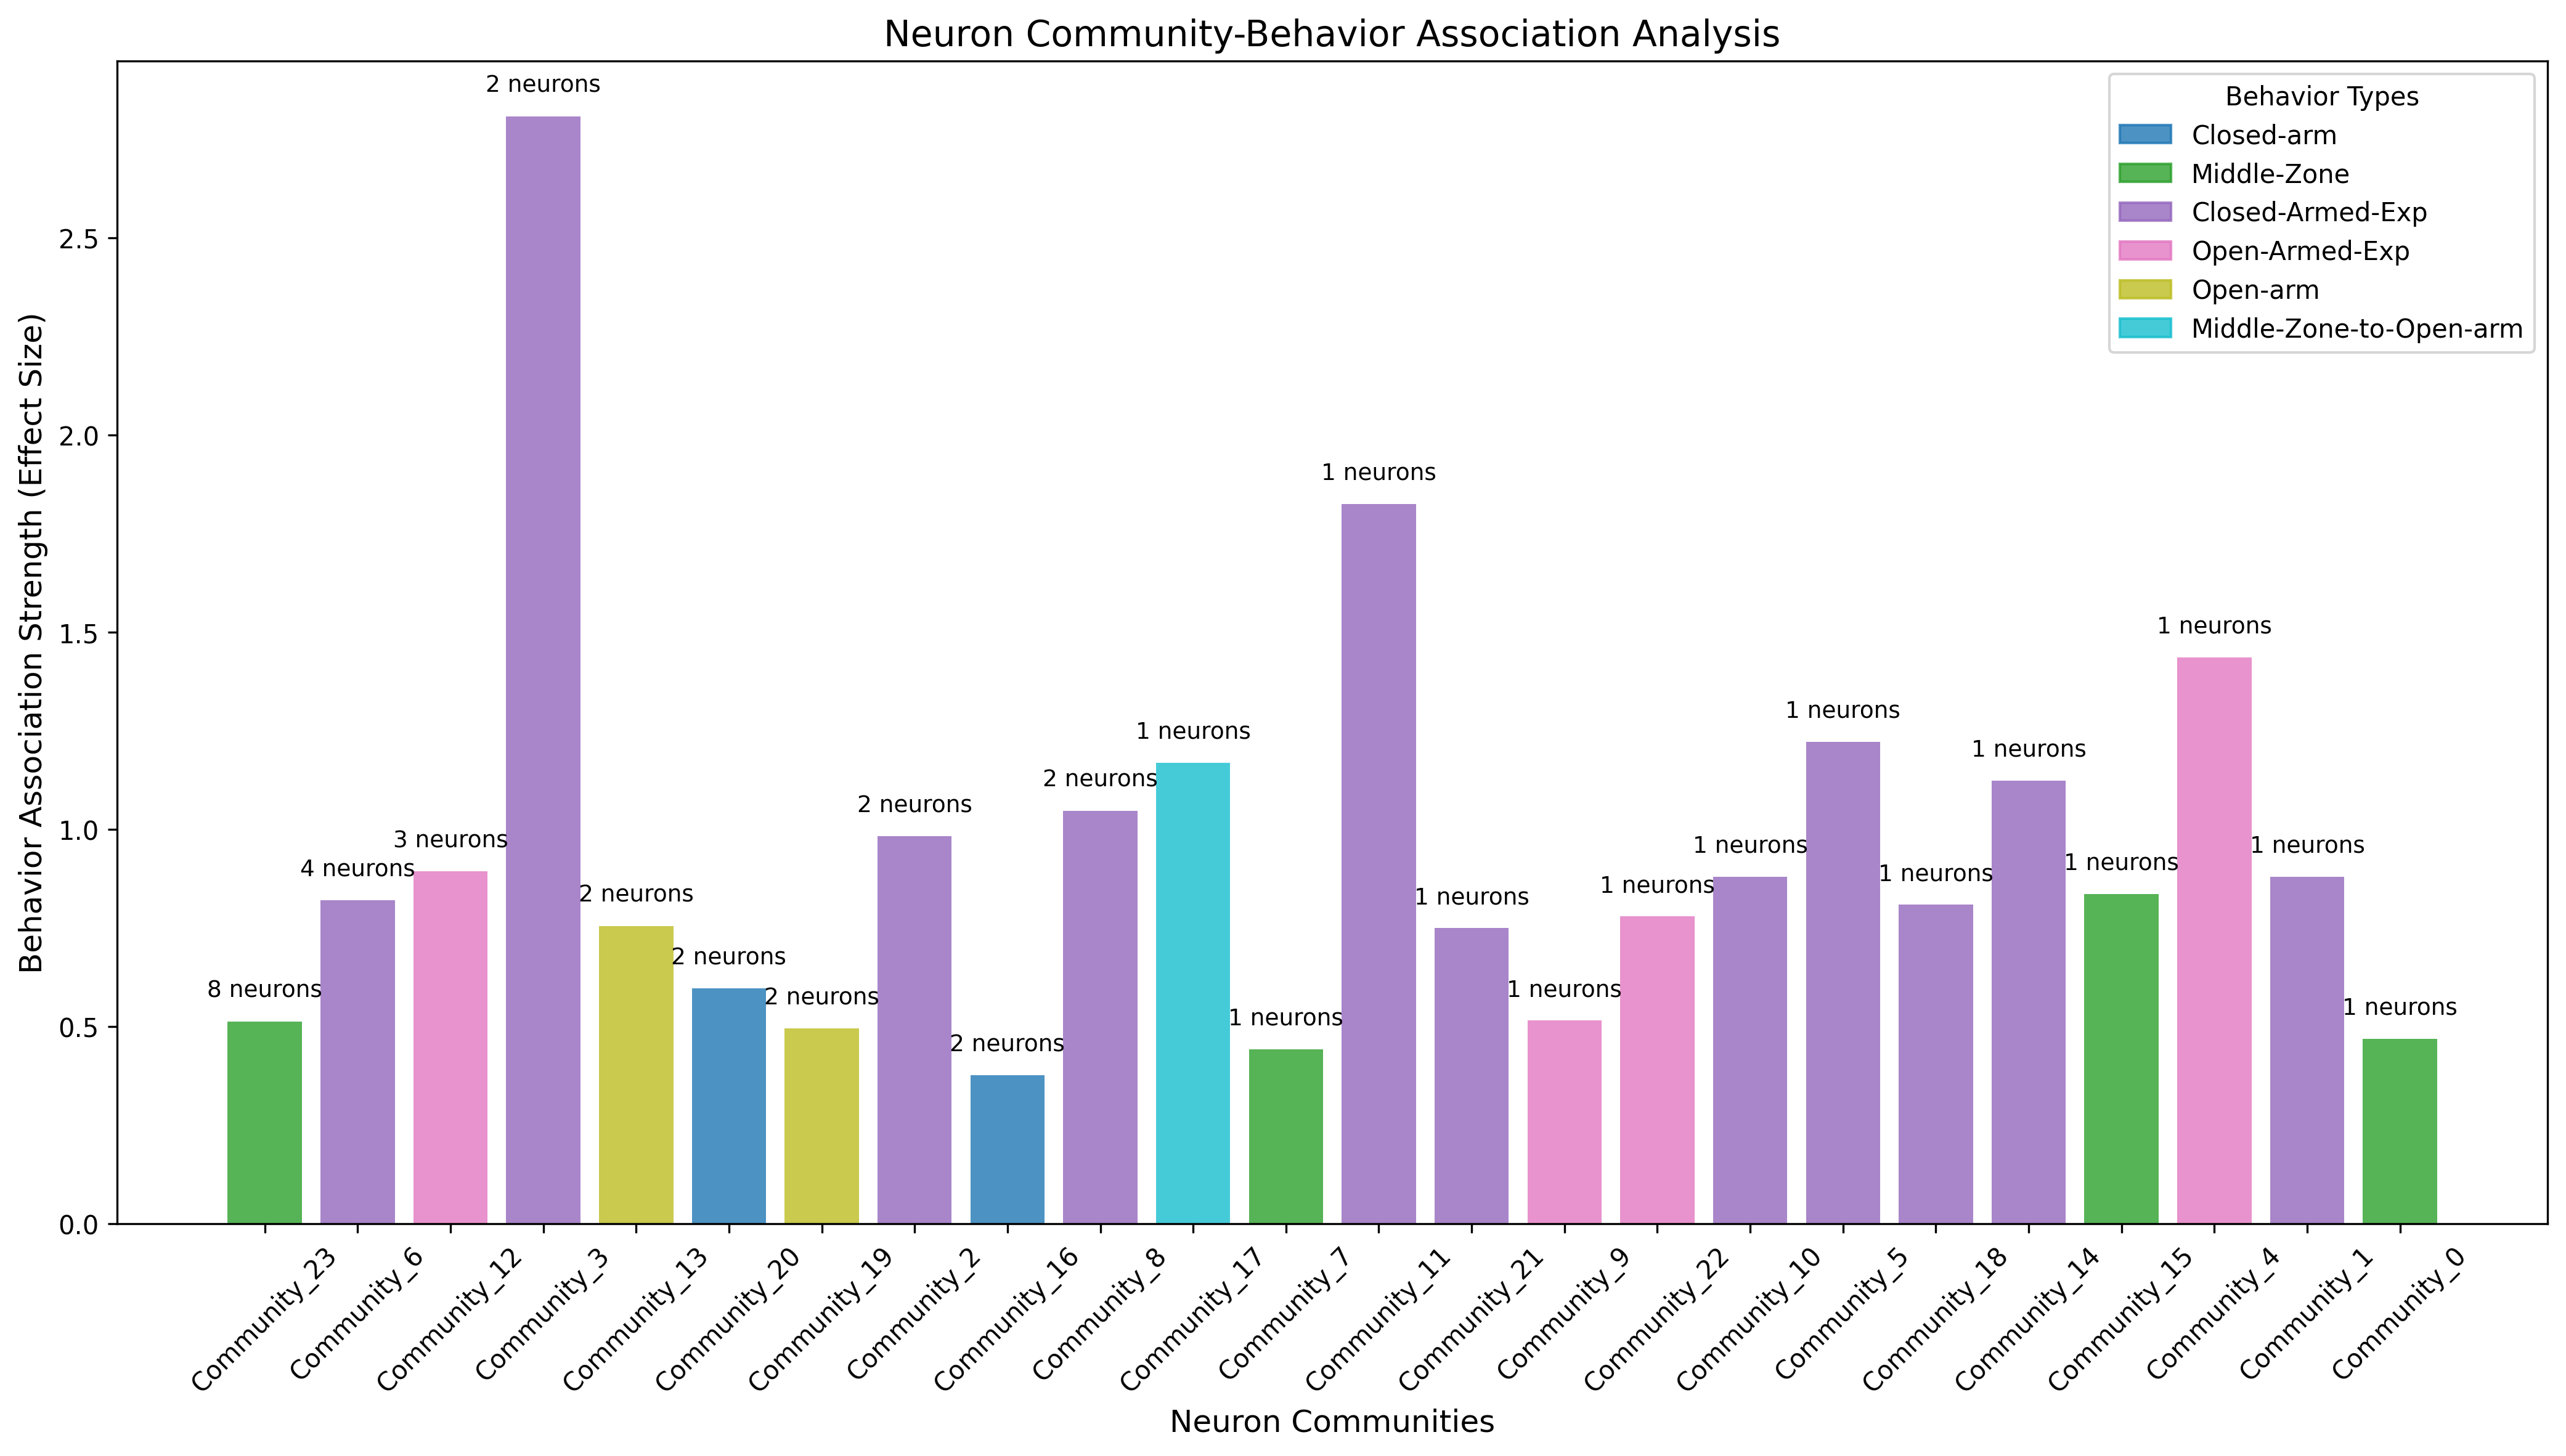 Neuron Community-Behavior Association Analysis
Behavior Association Strength (Effect Size)
2.5
2.0
1.5
1.0
0.5
0.0
8 neurons
4 neurons
3 neurons
2 neurons
2 neurons
2 neurons
2 neurons
2 neurons
2 neurons
2 neurons
1 neurons
1 neurons
1 neurons
1 neurons
1 neurons
1 neurons
1 neurons
1 neurons
1 neurons
1 neurons
1 neurons
1 neurons
1 neurons
1 neurons
Behavior Types
Closed-arm
Middle-Zone
Closed-Armed-Exp
Open-Armed-Exp
Open-arm
Middle-Zone-to-Open-arm
Community_23
Community_6
Community_12
Community_3
Community_13
Community_20
Community_19
Community_2
Community_16
Community_8
Community_17
Community_7
Community_11
Community_21
Community_9
Community_22
Community_10
Community_5
Community_18
Community_14
Community_15
Community_4
Community_1
Community_0
Neuron Communities